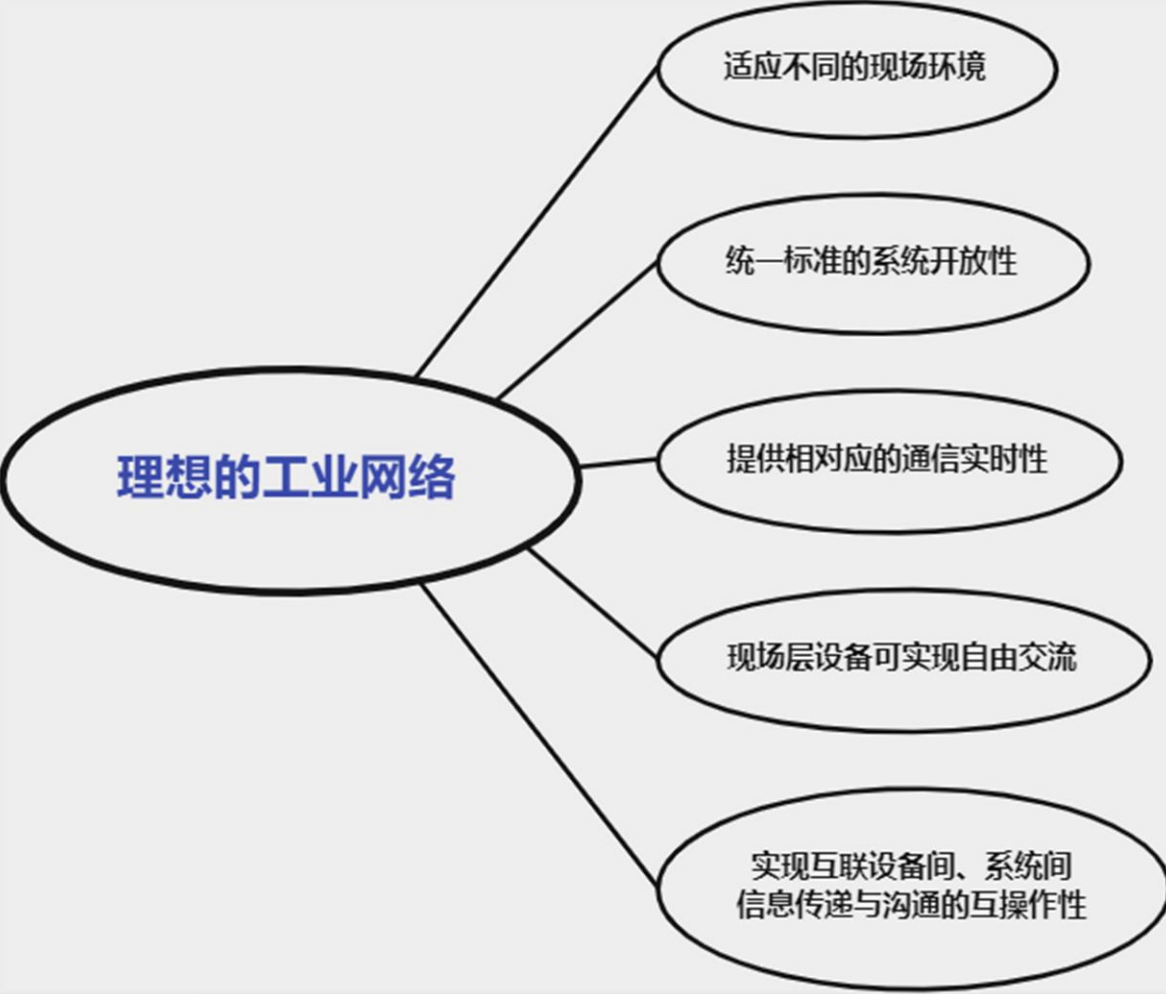 适应不同的现场环境
统一标准的系统开放性
理想的工业网络
提供相对应的通信实时性
现场层设备可实现自由交流
实现互联设备间、系统间
信息传递与沟通的互操作性